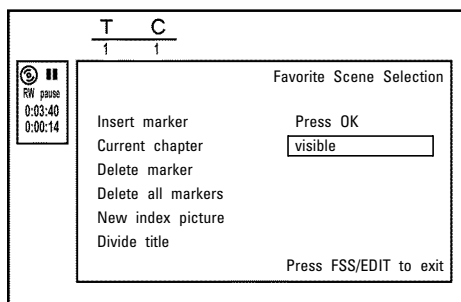 T C
1 1
RW pause
0:03:40
0:00:14
Favorite Scene Selection
Insert marker Press OK
Current chapter visible
Delete marker
Delete all markers
New index picture
Divide title
Press FSS/EDIT to exit